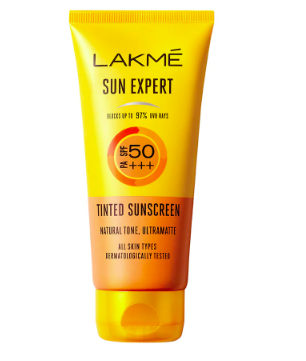 LAKMÉ
SUN EXPERT
BLOCKS UP TO 97% UVB RAYS
PA SPF 50
+++
TINTED SUNSCREEN
NATURAL TONE, ULTRAMATTE
ALL SKIN TYPES
DERMATOLOGICALLY TESTED